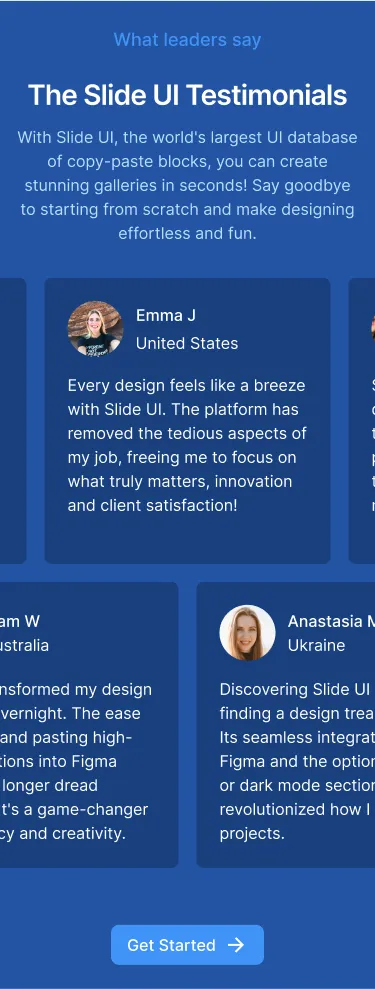 What leaders say
The Slide UI Testimonials
With Slide UI, the world's largest UI database
of copy-paste blocks, you can create
stunning galleries in seconds! Say goodbye
to starting from scratch and make designing
effortless and fun.
Emma J
United States
Every design feels like a breeze
with Slide UI. The platform has
removed the tedious aspects of
my job, freeing me to focus on
what truly matters, innovation
and client satisfaction!
am W
ustralia
nsformed my design
vernight. The ease
and pasting high-
tions into Figma
longer dread
t's a game-changer
cy and creativity.
Anastasia M
Ukraine
Discovering Slide UI
finding a design trea
Its seamless integrat
Figma and the option
or dark mode section
revolutionized how I
projects.
Get Started